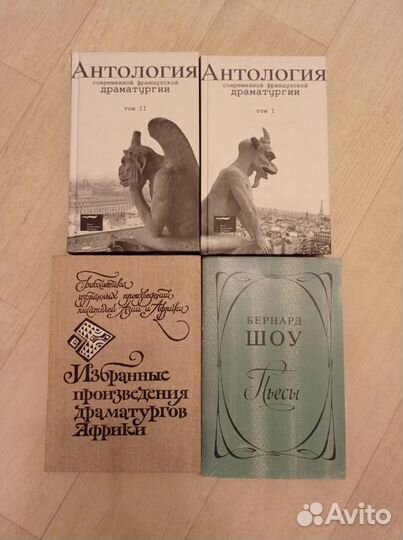 Антология
современной французской
драматургии
том II
Антология
современной французской
драматургии
том I
Библиотека
избранных произведений
писателей Азии и Африки
Избранные
произведения
драматургов
Африки
БЕРНАРД
ШОУ
Пьесы
Avito